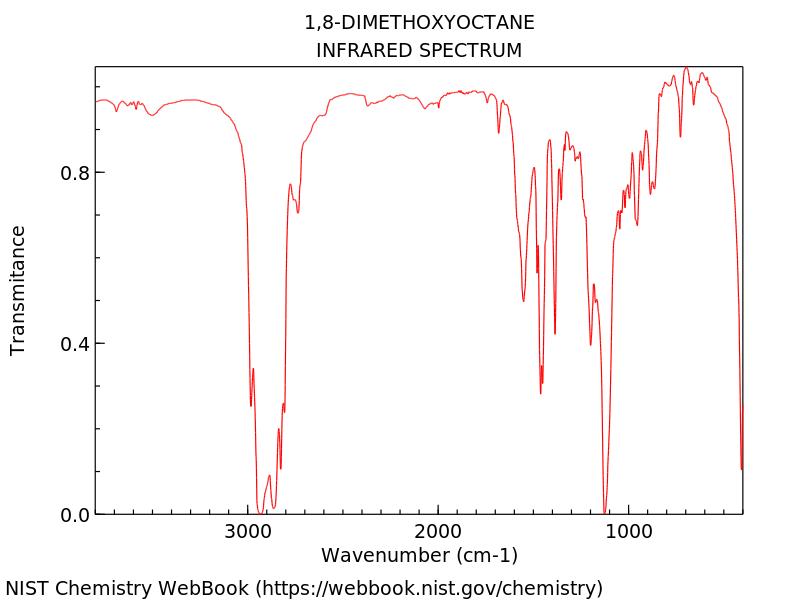 1,8-DIMETHOXYOCTANE
INFRARED SPECTRUM
Transmitance
0.8
0.4
0.0
3000 2000 1000
Wavenumber (cm-1)
NIST Chemistry WebBook (https://webbook.nist.gov/chemistry)